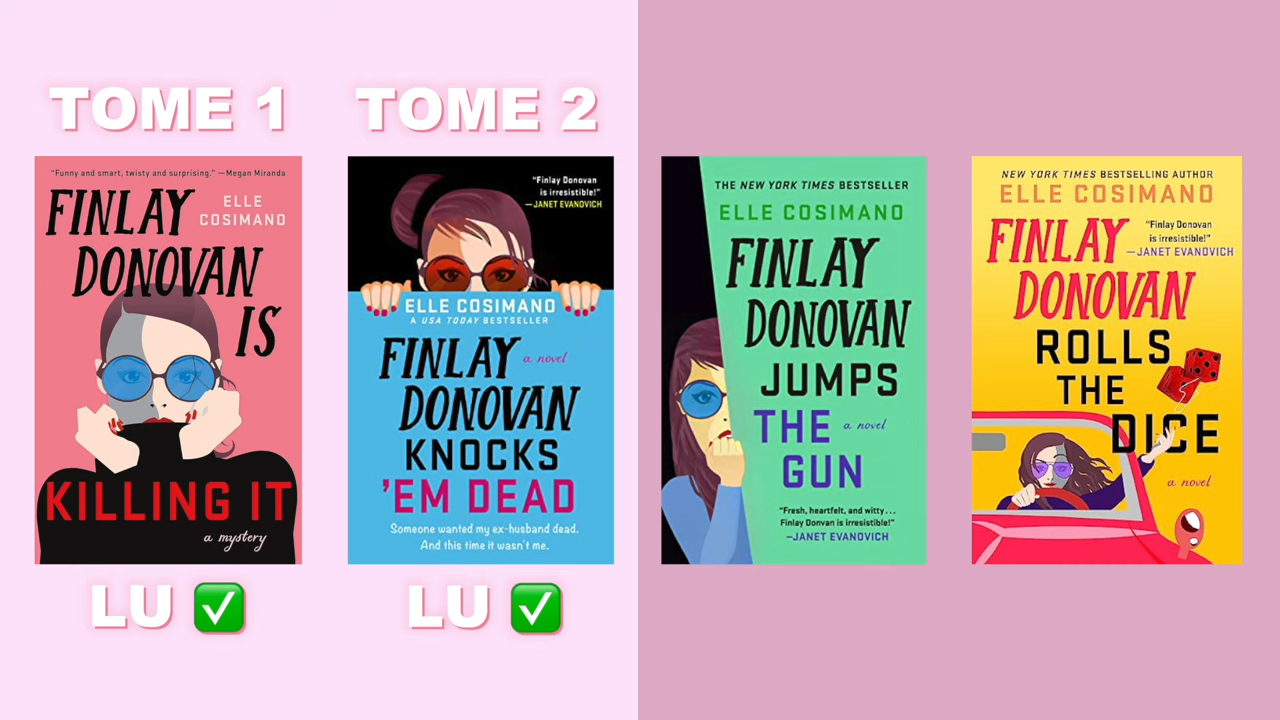 TOME 1
"Funny and smart, twisty and surprising." —Megan Miranda
FINLAY
ELLE
COSIMANO
DONOVAN
IS
KILLING IT
a mystery
LU ✅
TOME 2
"Finlay Donovan
is irresistible!"
—JANET EVANOVICH
ELLE COSIMANO
A USA TODAY BESTSELLER
FINLAY
a novel
DONOVAN
KNOCKS
'EM DEAD
Someone wanted my ex-husband dead.
And this time it wasn't me.
LU ✅
THE NEW YORK TIMES BESTSELLER
ELLE COSIMANO
FINLAY
DONOVAN
JUMPS
THE
a novel
GUN
"Fresh, heartfelt, and witty...
Finlay Donvan is irresistible!"
—JANET EVANOVICH
NEW YORK TIMES BESTSELLING AUTHOR
ELLE COSIMANO
FINLAY
"Finlay Donovan
is irresistible!"
—JANET EVANOVICH
DONOVAN
ROLLS
THE
DICE
a novel